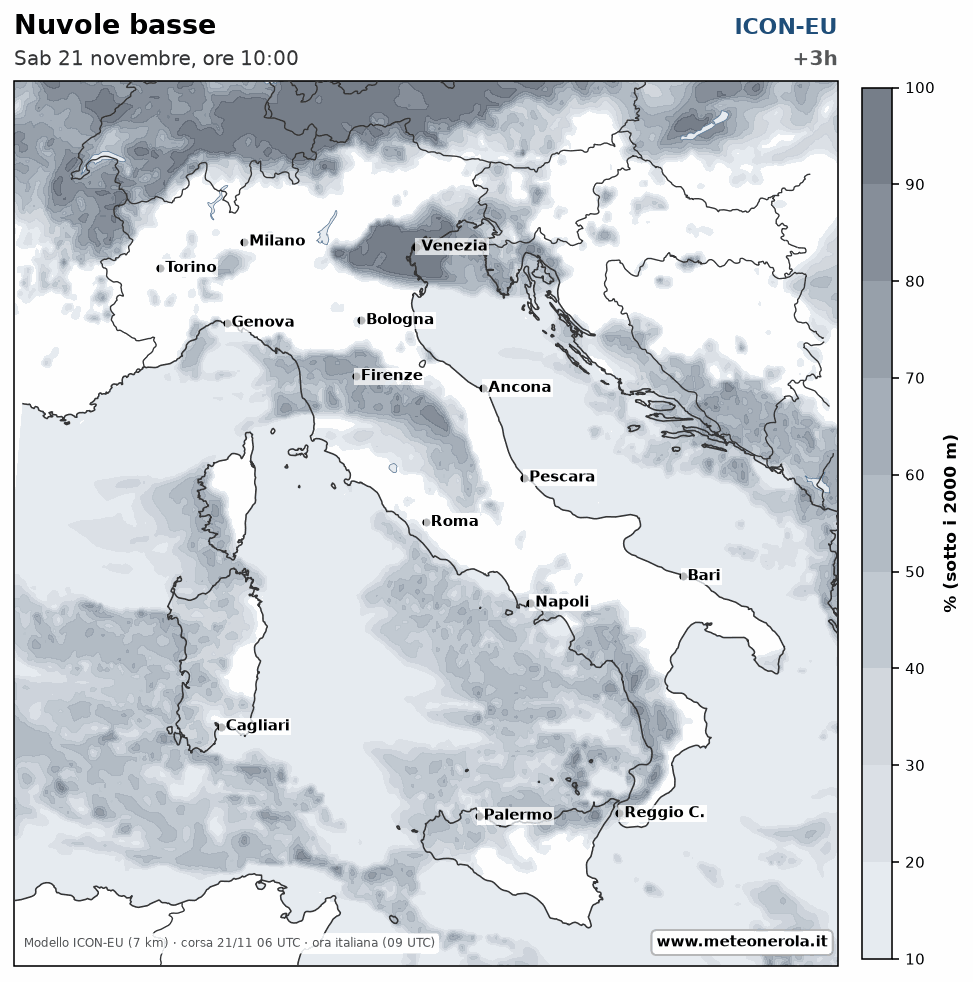 Nuvole basse
ICON-EU
Sab 21 novembre, ore 10:00
+3h
Milano
Venezia
Torino
Genova
Bologna
Firenze
Ancona
Pescara
Roma
Bari
Napoli
Cagliari
Palermo
Reggio C.
Modello ICON-EU (7 km) · corsa 21/11 06 UTC · ora italiana (09 UTC)
www.meteonerola.it
100
90
80
70
60
50
40
30
20
10
% (sotto i 2000 m)